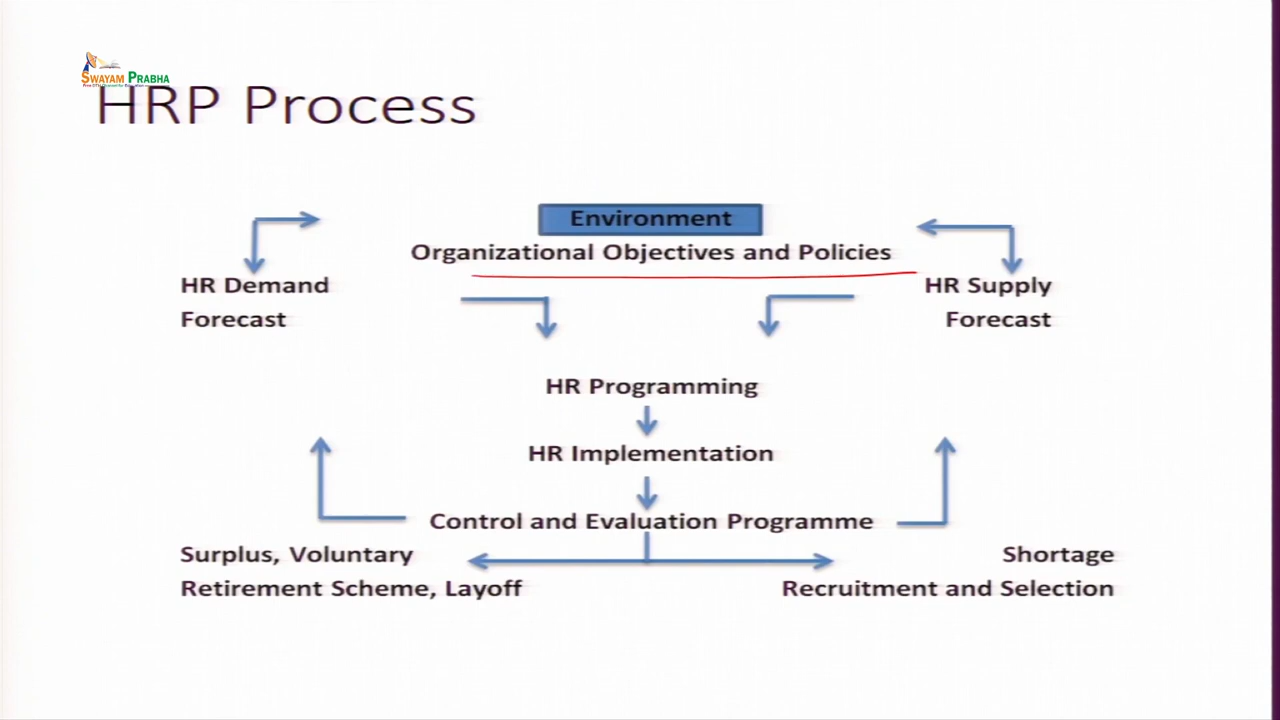 SWAYAM PRABHA
HRP Process
Environment
Organizational Objectives and Policies
HR Demand
Forecast
HR Supply
Forecast
HR Programming
HR Implementation
Control and Evaluation Programme
Surplus, Voluntary
Retirement Scheme, Layoff
Shortage
Recruitment and Selection